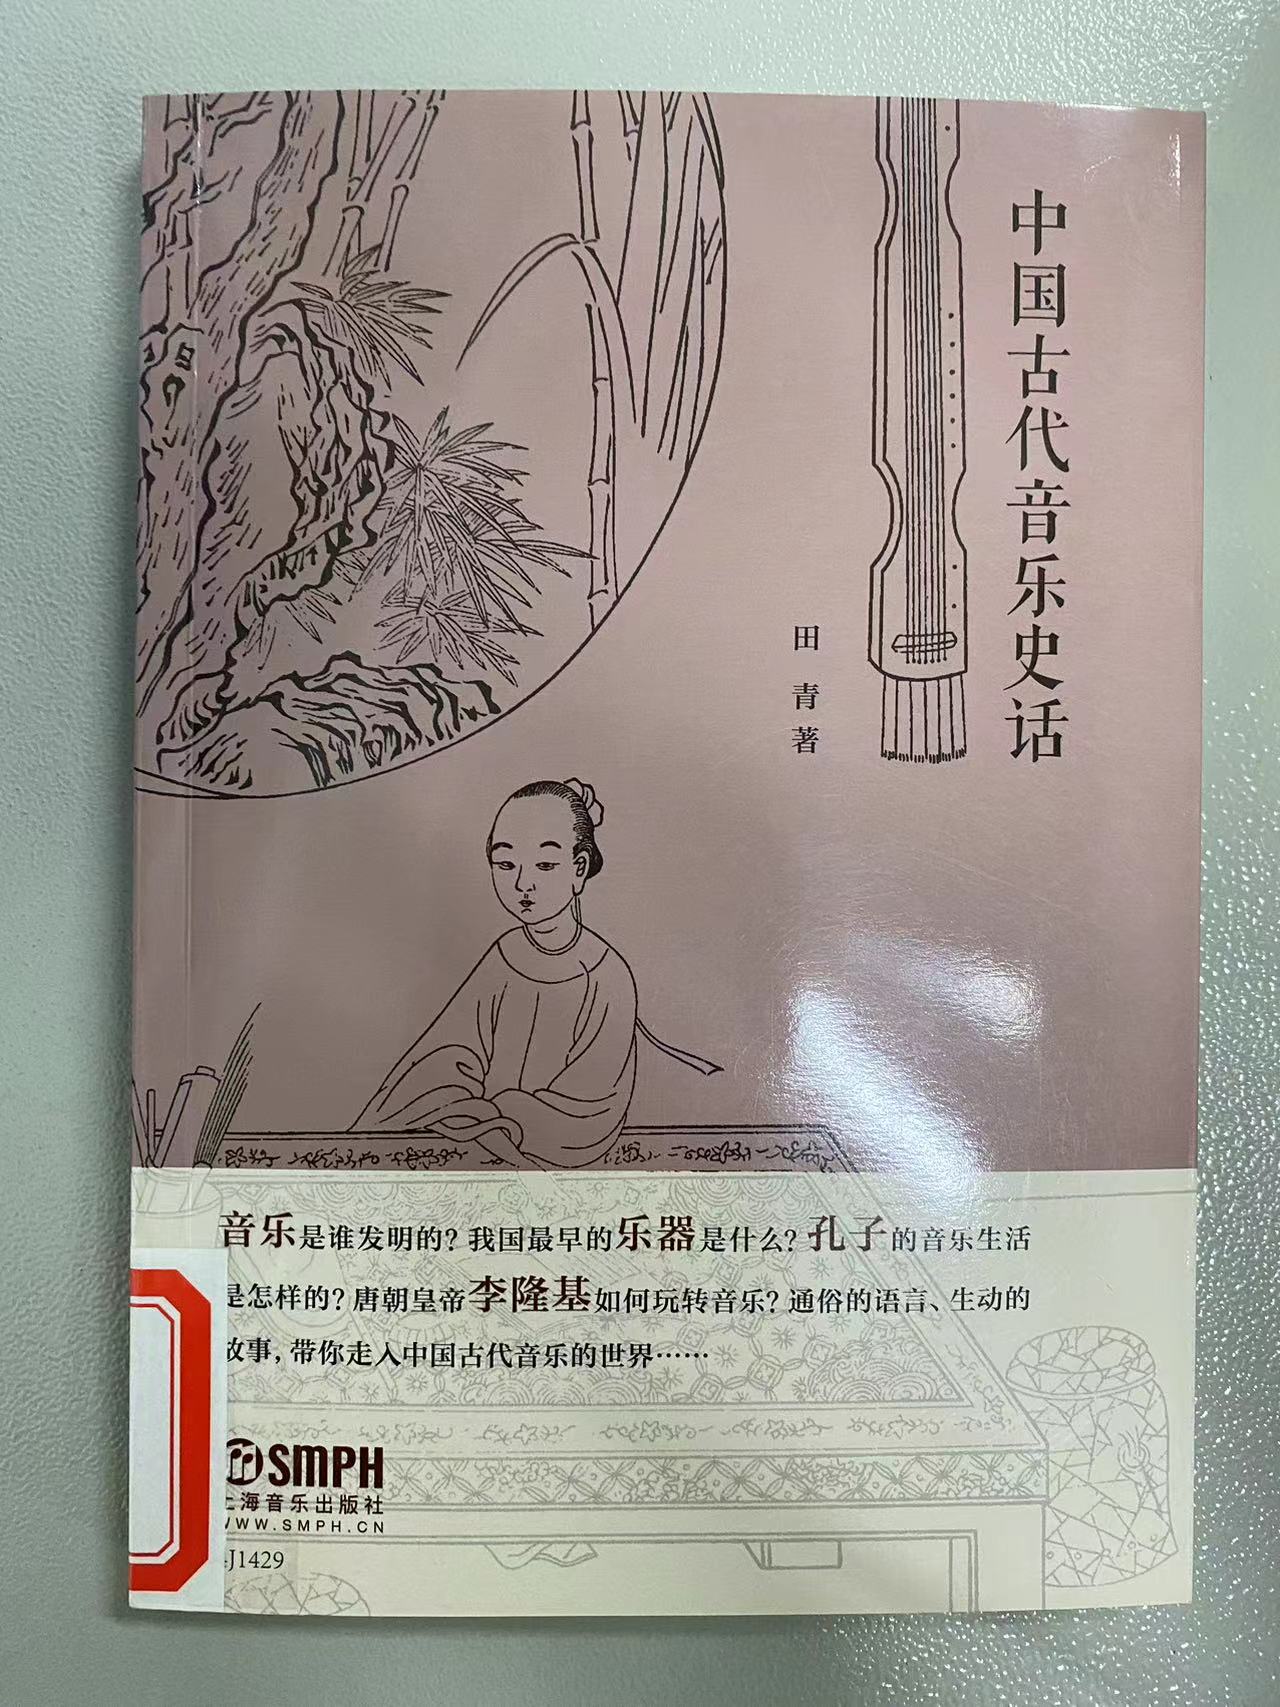 中国古代音乐史话
田青著
音乐是谁发明的？我国最早的乐器是什么？孔子的音乐生活
是怎样的？唐朝皇帝李隆基如何玩转音乐？通俗的语言、生动的
故事，带你走入中国古代音乐的世界……
SMPH
上海音乐出版社
WWW.SMPH.CN
J1429